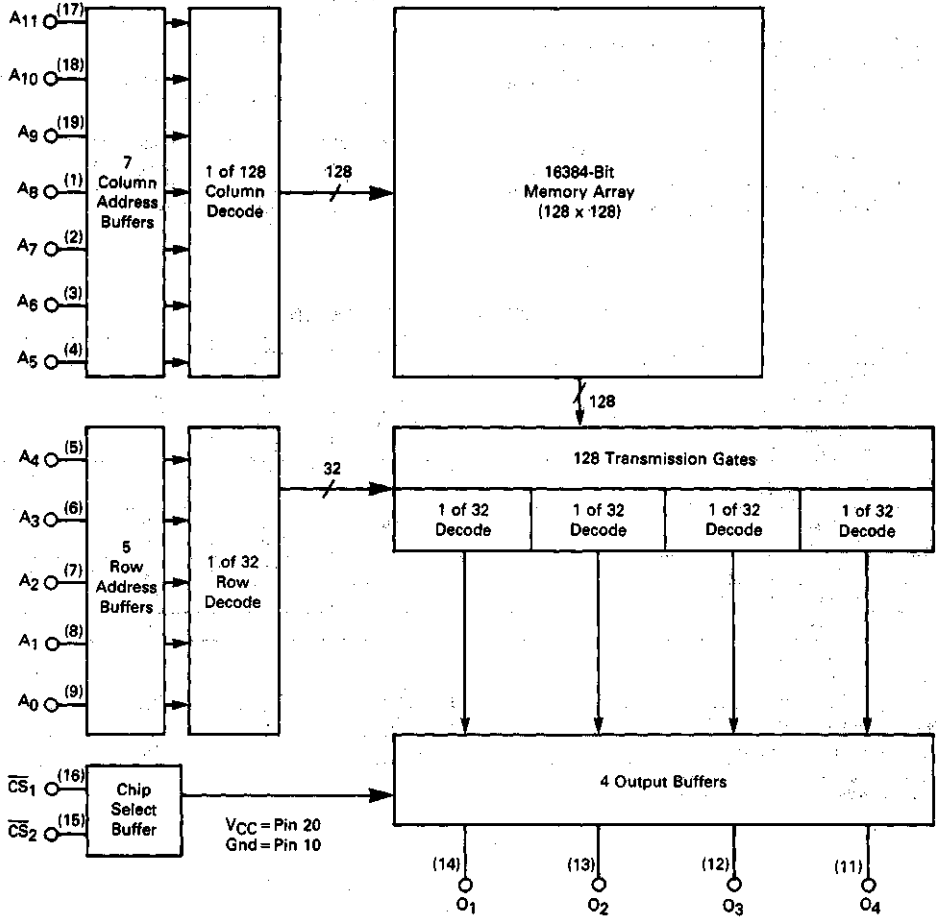 A11 (17)
A10 (18)
A9 (19)
A8 (1)
A7 (2)
A6 (3)
A5 (4)
7
Column
Address
Buffers
1 of 128
Column
Decode
128
16384-Bit
Memory Array
(128 x 128)
128
A4 (5)
A3 (6)
A2 (7)
A1 (8)
A0 (9)
5
Row
Address
Buffers
1 of 32
Row
Decode
32
128 Transmission Gates
1 of 32
Decode
1 of 32
Decode
1 of 32
Decode
1 of 32
Decode
C̅S̅1 (16)
C̅S̅2 (15)
Chip
Select
Buffer
VCC = Pin 20
Gnd = Pin 10
4 Output Buffers
(14)
O1
(13)
O2
(12)
O3
(11)
O4